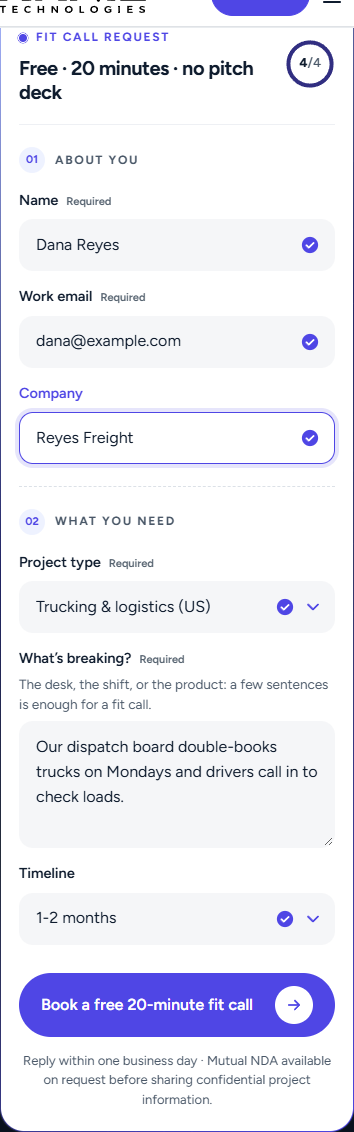 TECHNOLOGIES
FIT CALL REQUEST
Free · 20 minutes · no pitch
deck
4/4
01 ABOUT YOU
Name Required
Dana Reyes
Work email Required
dana@example.com
Company
Reyes Freight
02 WHAT YOU NEED
Project type Required
Trucking & logistics (US)
What's breaking? Required
The desk, the shift, or the product: a few sentences
is enough for a fit call.
Our dispatch board double-books
trucks on Mondays and drivers call in to
check loads.
Timeline
1-2 months
Book a free 20-minute fit call
Reply within one business day · Mutual NDA available
on request before sharing confidential project
information.